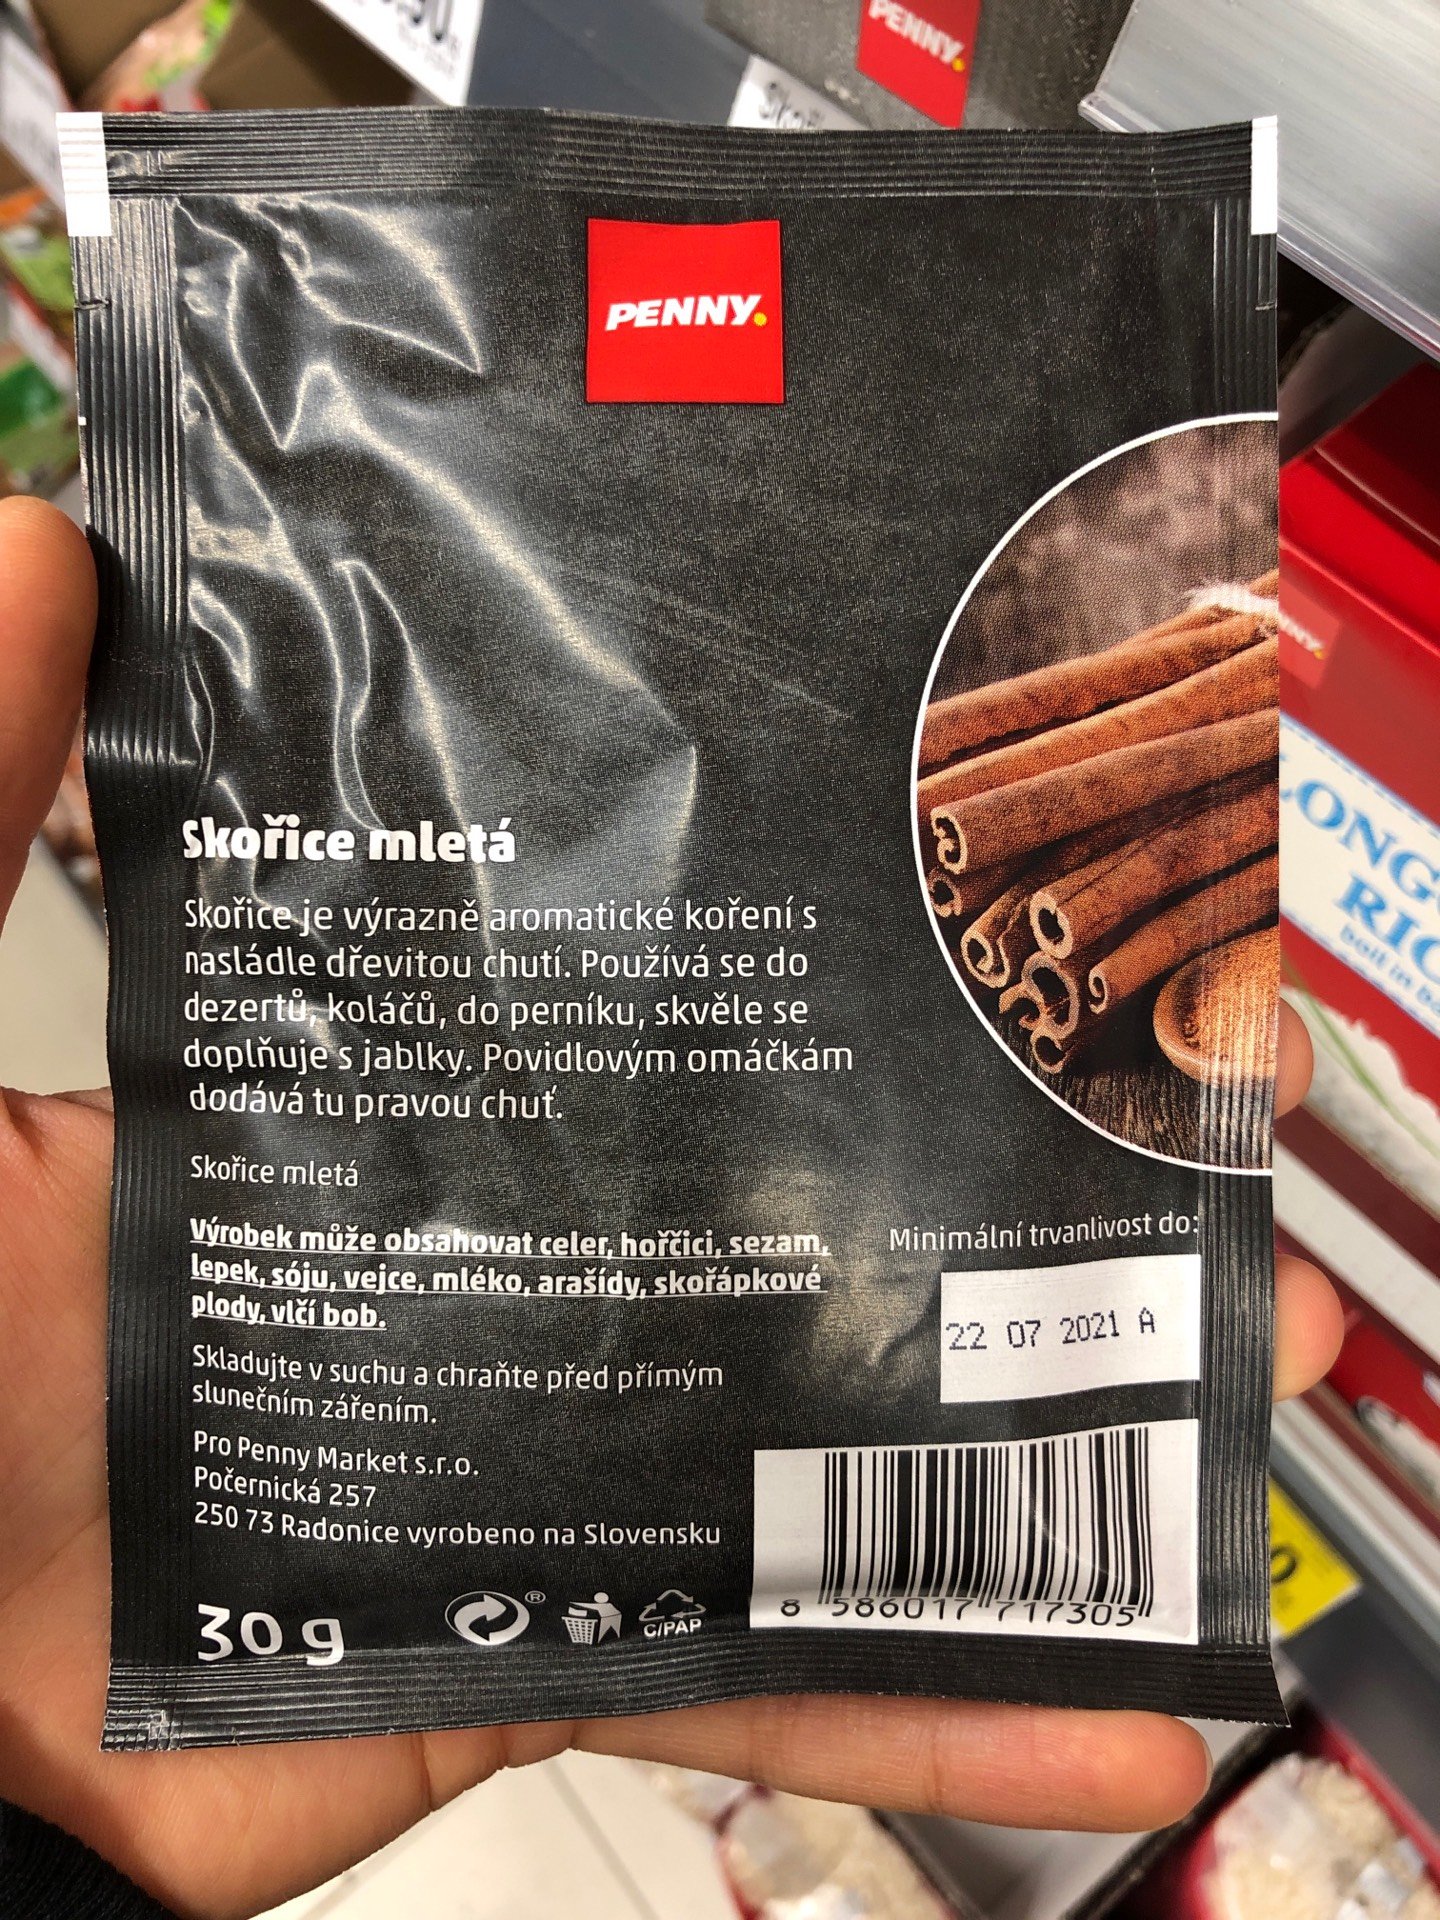 PENNY.
PENNY.
Skořice mletá
Skořice je výrazně aromatické koření s
nasládle dřevitou chutí. Používá se do
dezertů, koláčů, do perníku, skvěle se
doplňuje s jablky. Povidlovým omáčkám
dodává tu pravou chuť.
Skořice mletá
Výrobek může obsahovat celer, hořčici, sezam,
lepek, sóju, vejce, mléko, arašídy, skořápkové
plody, vlčí bob.
Skladujte v suchu a chraňte před přímým
slunečním zářením.
Pro Penny Market s.r.o.
Počernická 257
250 73 Radonice vyrobeno na Slovensku
30 g
®
C/PAP
Minimální trvanlivost do:
22 07 2021 A
8 586017 717305